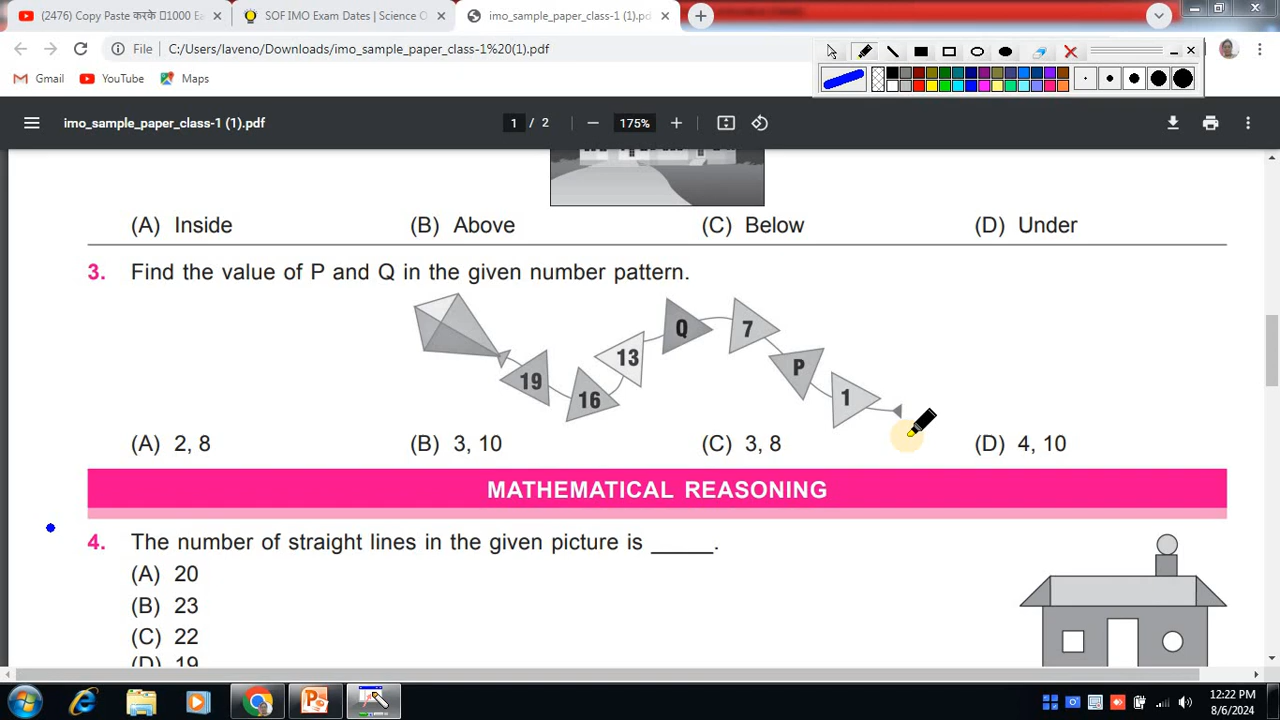 (2476) Copy Paste करके
SOF IMO Exam Dates | Science O
imo_sample_paper_class-1 (1).pdf
File C:/Users/laveno/Downloads/imo_sample_paper_class-1%20(1).pdf
Gmail YouTube Maps
imo_sample_paper_class-1 (1).pdf 1 / 2 175%
(A) Inside (B) Above (C) Below (D) Under
3. Find the value of P and Q in the given number pattern.
19 16 13 Q 7 P 1
(A) 2, 8 (B) 3, 10 (C) 3, 8 (D) 4, 10
MATHEMATICAL REASONING
4. The number of straight lines in the given picture is _____.
(A) 20
(B) 23
(C) 22
(D) 19
12:22 PM
8/6/2024